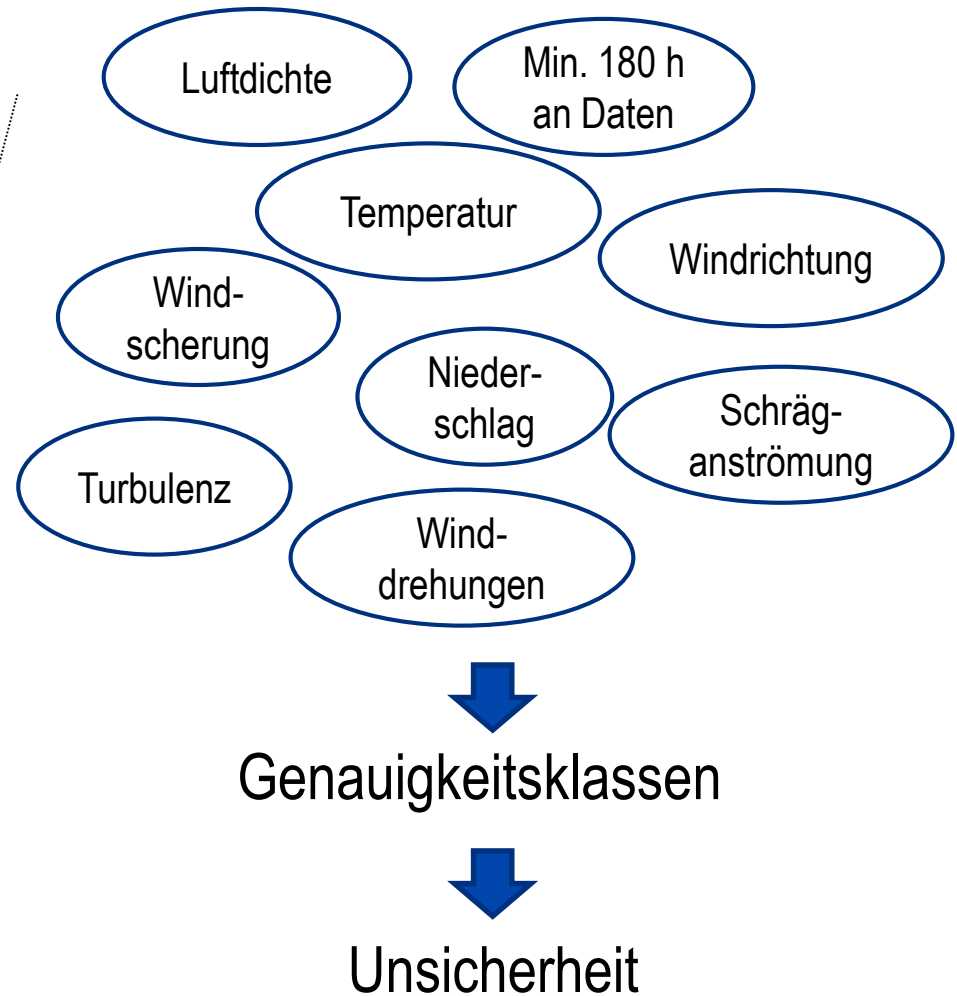 Luftdichte
Min. 180 h
an Daten
Temperatur
Windrichtung
Wind-
scherung
Nieder-
schlag
Schräg-
anströmung
Turbulenz
Wind-
drehungen
Genauigkeitsklassen
Unsicherheit